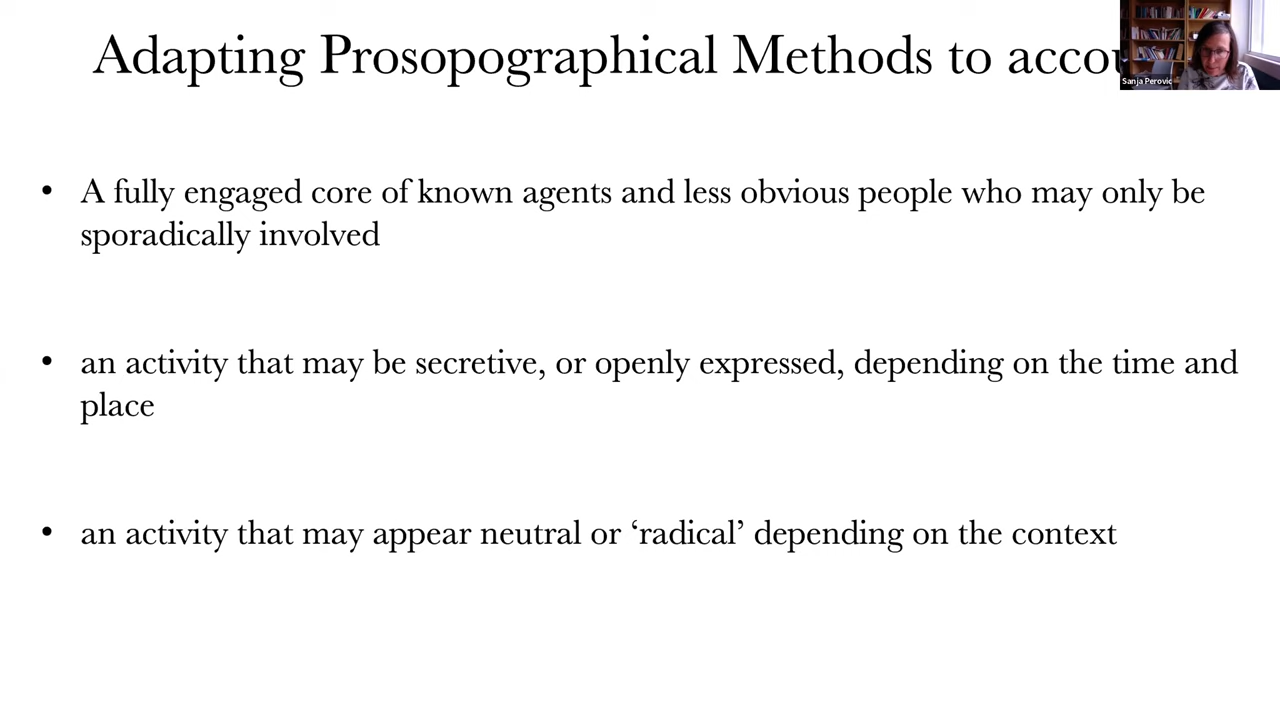 Adapting Prosopographical Methods to accou
Sanja Perovic
• A fully engaged core of known agents and less obvious people who may only be
sporadically involved
• an activity that may be secretive, or openly expressed, depending on the time and
place
• an activity that may appear neutral or ‘radical’ depending on the context